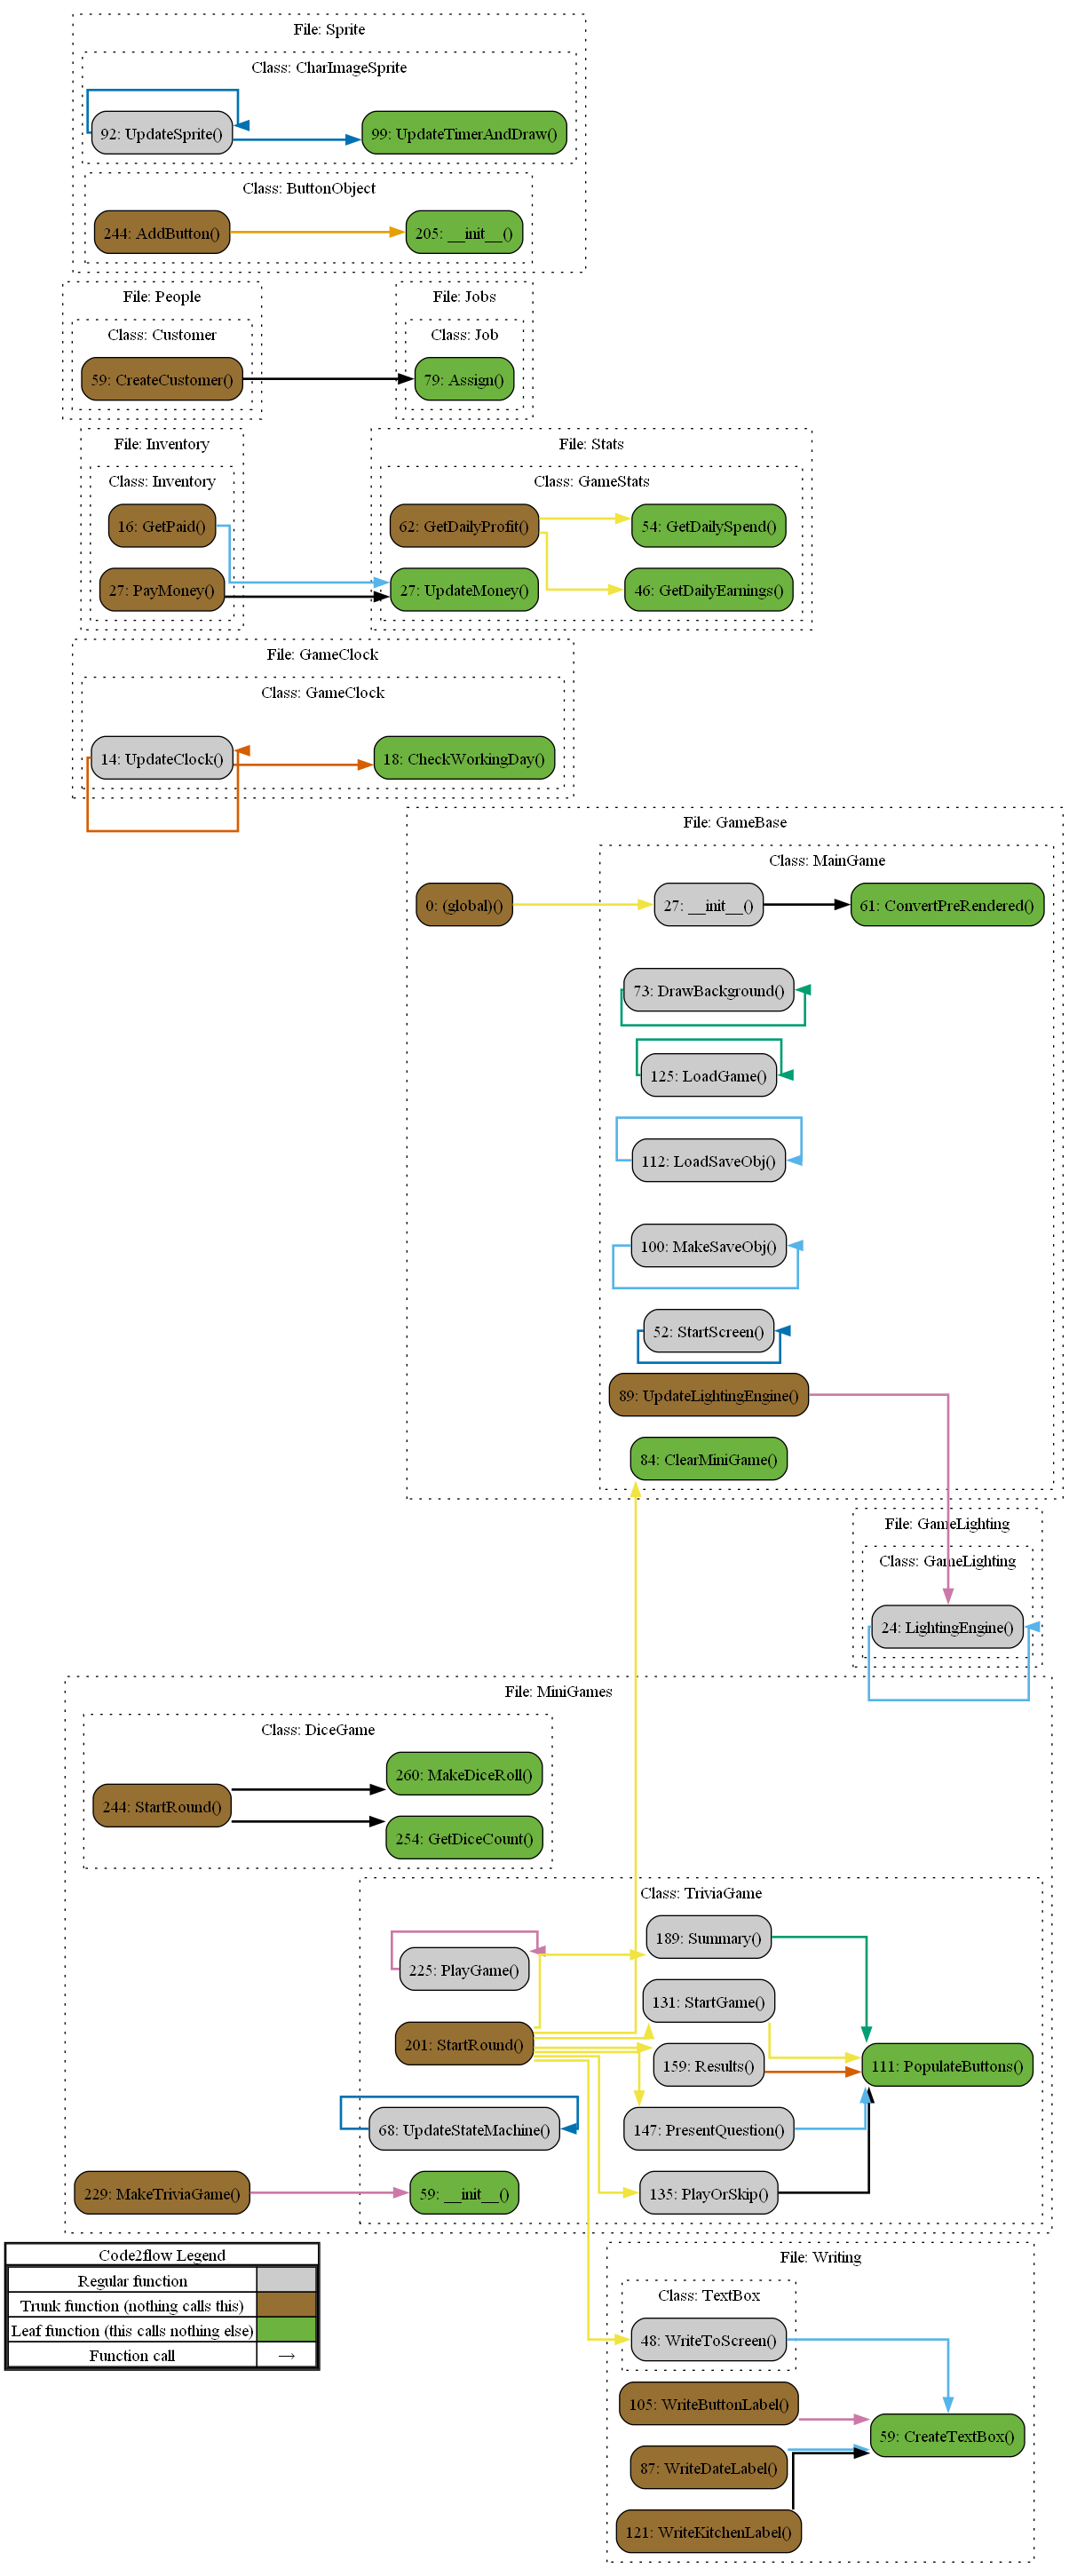 File: Sprite
Class: CharImageSprite
92: UpdateSprite()
99: UpdateTimerAndDraw()
Class: ButtonObject
244: AddButton()
205: __init__()
File: People
File: Jobs
Class: Customer
Class: Job
59: CreateCustomer()
79: Assign()
File: Inventory
File: Stats
Class: Inventory
Class: GameStats
16: GetPaid()
62: GetDailyProfit()
54: GetDailySpend()
27: PayMoney()
27: UpdateMoney()
46: GetDailyEarnings()
File: GameClock
Class: GameClock
14: UpdateClock()
18: CheckWorkingDay()
File: GameBase
Class: MainGame
0: (global)()
27: __init__()
61: ConvertPreRendered()
73: DrawBackground()
125: LoadGame()
112: LoadSaveObj()
100: MakeSaveObj()
52: StartScreen()
89: UpdateLightingEngine()
84: ClearMiniGame()
File: GameLighting
Class: GameLighting
24: LightingEngine()
File: MiniGames
Class: DiceGame
260: MakeDiceRoll()
244: StartRound()
254: GetDiceCount()
Class: TriviaGame
189: Summary()
225: PlayGame()
131: StartGame()
201: StartRound()
159: Results()
111: PopulateButtons()
68: UpdateStateMachine()
147: PresentQuestion()
229: MakeTriviaGame()
59: __init__()
135: PlayOrSkip()
Code2flow Legend
Regular function
Trunk function (nothing calls this)
Leaf function (this calls nothing else)
Function call →
File: Writing
Class: TextBox
48: WriteToScreen()
105: WriteButtonLabel()
59: CreateTextBox()
87: WriteDateLabel()
121: WriteKitchenLabel()